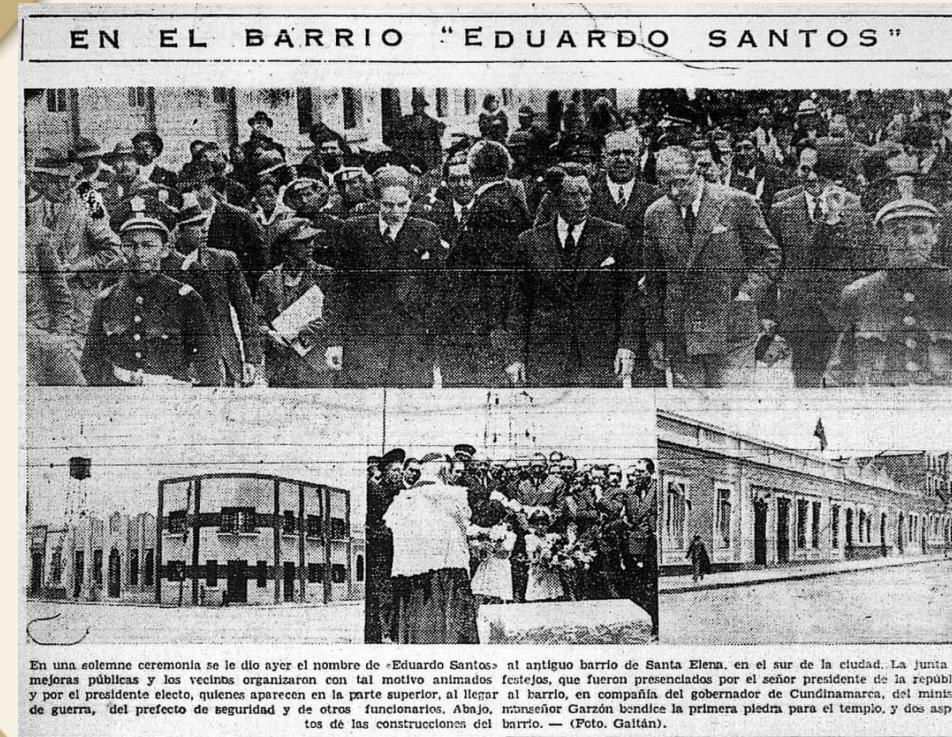 EN EL BARRIO "EDUARDO SANTOS"
En una solemne ceremonia se le dio ayer el nombre de «Eduardo Santos» al antiguo barrio de Santa Elena, en el sur de la ciudad. La junta
mejoras públicas y los vecinos organizaron con tal motivo animados festejos, que fueron presenciados por el señor presidente de la repúbl
y por el presidente electo, quienes aparecen en la parte superior, al llegar al barrio, en compañía del gobernador de Cundinamarca, del mini
de guerra, del prefecto de seguridad y de otros funcionarios. Abajo, monseñor Garzón bendice la primera piedra para el templo, y dos asp
tos de las construcciones del barrio. — (Foto. Gaitán).